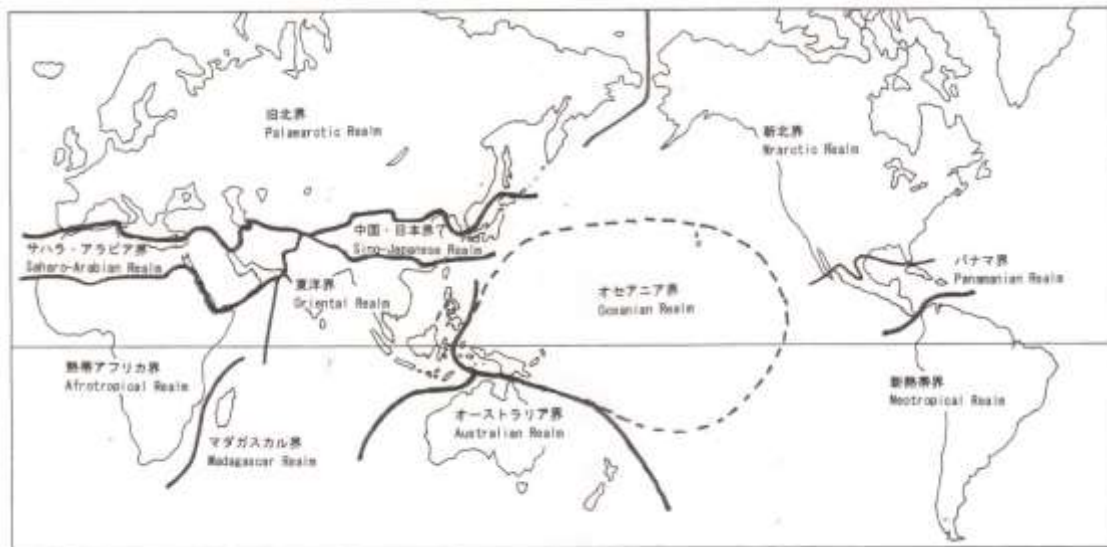 旧北界
Palaearotic Realm
新北界
Nrarctic Realm
サハラ・アラビア界
Saharo-Arabian Realm
中国・日本界
Sino-Japanese Realm
東洋界
Oriental Realm
オセアニア界
Oceanian Realm
パナマ界
Panamanian Realm
熱帯アフリカ界
Afrotropical Realm
マダガスカル界
Madagascar Realm
オーストラリア界
Australian Realm
新熱帯界
Neotropical Realm